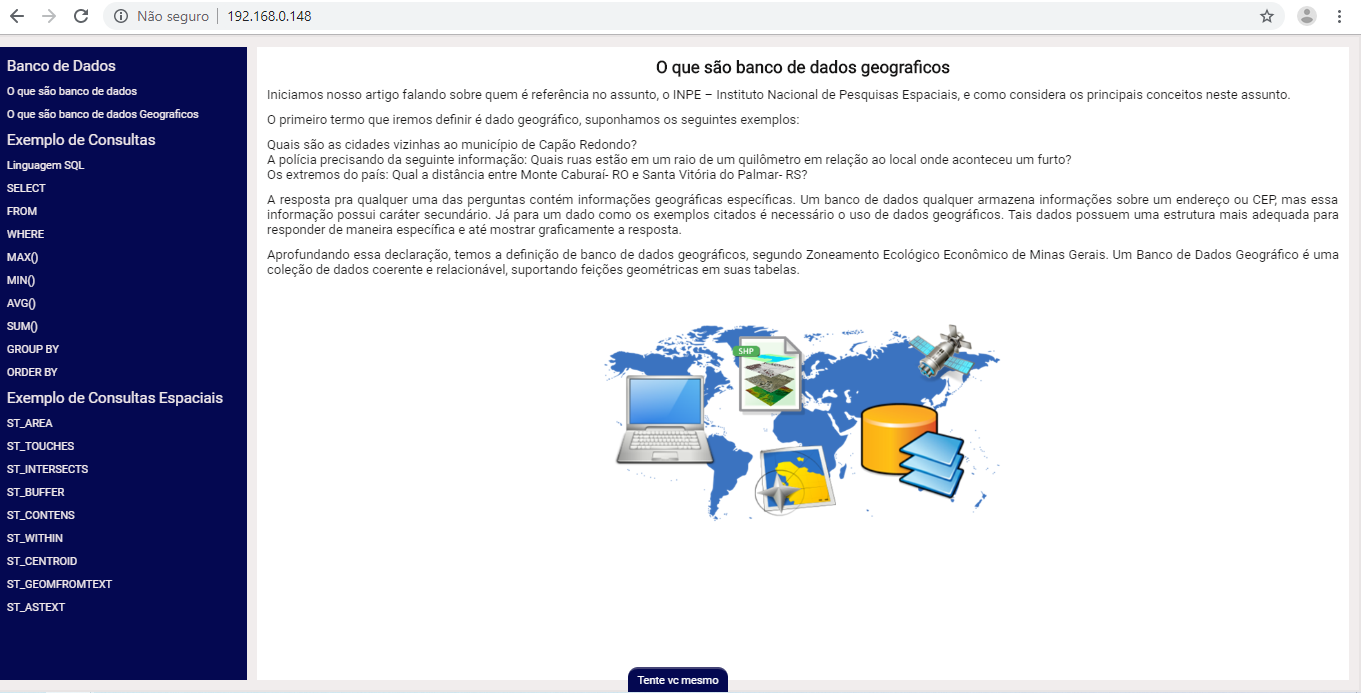 Não seguro
192.168.0.148
Banco de Dados
O que são banco de dados
O que são banco de dados Geograficos
Exemplo de Consultas
Linguagem SQL
SELECT
FROM
WHERE
MAX()
MIN()
AVG()
SUM()
GROUP BY
ORDER BY
Exemplo de Consultas Espaciais
ST_AREA
ST_TOUCHES
ST_INTERSECTS
ST_BUFFER
ST_CONTENS
ST_WITHIN
ST_CENTROID
ST_GEOMFROMTEXT
ST_ASTEXT
O que são banco de dados geograficos
Iniciamos nosso artigo falando sobre quem é referência no assunto, o INPE – Instituto Nacional de Pesquisas Espaciais, e como considera os principais conceitos neste assunto.
O primeiro termo que iremos definir é dado geográfico, suponhamos os seguintes exemplos:
Quais são as cidades vizinhas ao município de Capão Redondo?
A polícia precisando da seguinte informação: Quais ruas estão em um raio de um quilômetro em relação ao local onde aconteceu um furto?
Os extremos do país: Qual a distância entre Monte Caburaí- RO e Santa Vitória do Palmar- RS?
A resposta pra qualquer uma das perguntas contém informações geográficas específicas. Um banco de dados qualquer armazena informações sobre um endereço ou CEP, mas essa
informação possui caráter secundário. Já para um dado como os exemplos citados é necessário o uso de dados geográficos. Tais dados possuem uma estrutura mais adequada para
responder de maneira específica e até mostrar graficamente a resposta.
Aprofundando essa declaração, temos a definição de banco de dados geográficos, segundo Zoneamento Ecológico Econômico de Minas Gerais. Um Banco de Dados Geográfico é uma
coleção de dados coerente e relacionável, suportando feições geométricas em suas tabelas.
SHP
Tente vc mesmo